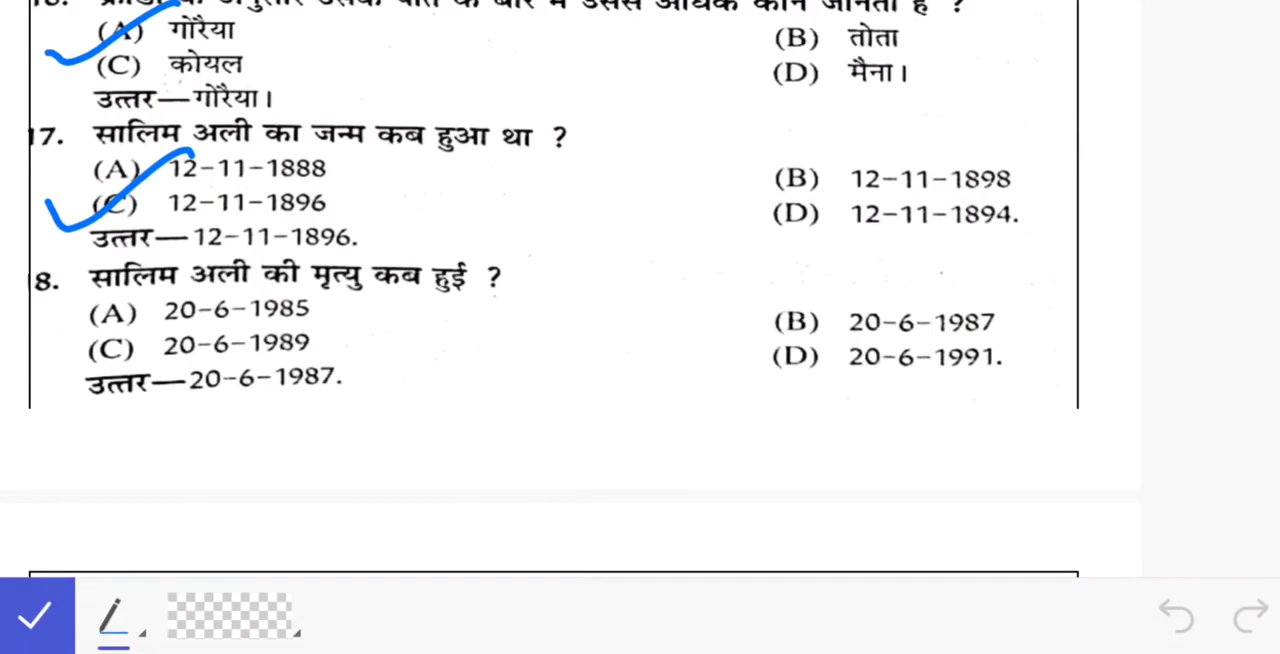 (A) गोरैया (B) तोता
(C) कोयल (D) मैना।
उत्तर—गोरैया।
17. सालिम अली का जन्म कब हुआ था ?
(A) 12-11-1888 (B) 12-11-1898
(C) 12-11-1896 (D) 12-11-1894.
उत्तर—12-11-1896.
8. सालिम अली की मृत्यु कब हुई ?
(A) 20-6-1985 (B) 20-6-1987
(C) 20-6-1989 (D) 20-6-1991.
उत्तर—20-6-1987.